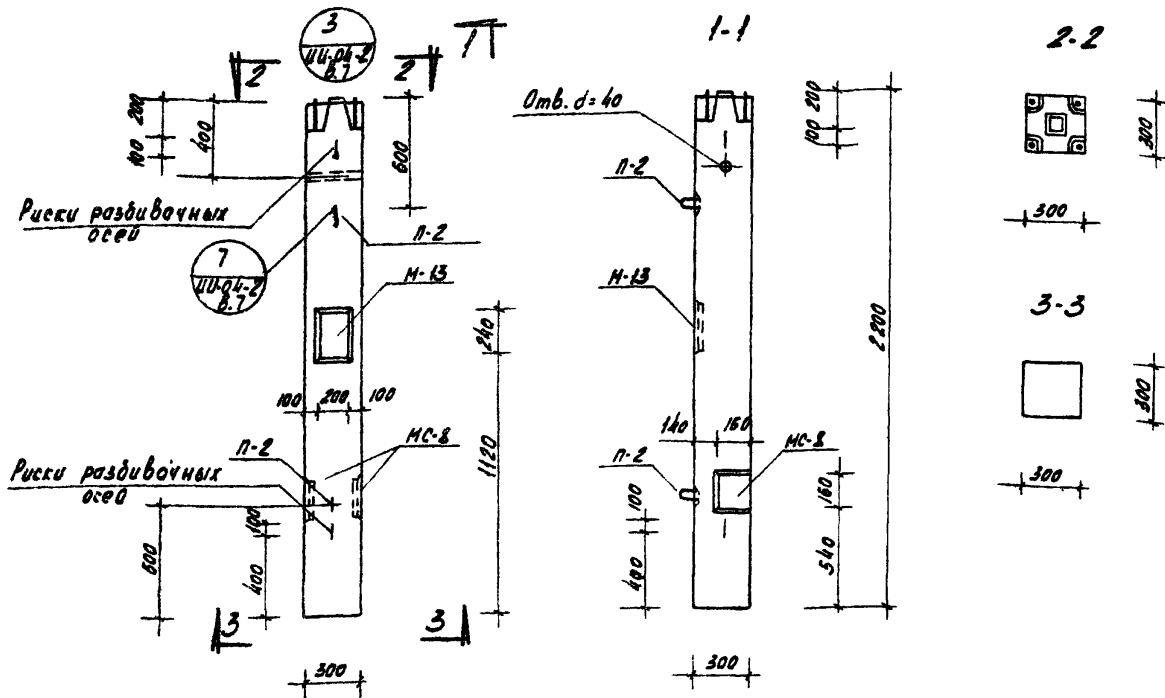 3
ИИ-04-2
В.7
1
2
2
200
100
400
600
Риски разбивочных
осей
7
ИИ-04-2
В.7
П-2
М-13
240
100
200
100
1120
П-2
МС-8
Риски разбивочных
осей
600
100
400
3
3
300
1-1
Отв. d=40
200
100
П-2
М-13
2200
140
160
П-2
МС-8
100
400
160
540
300
2-2
300
300
3-3
300
300